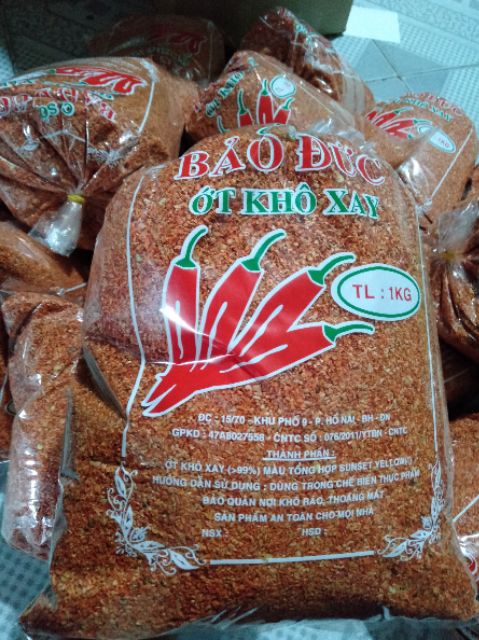 BẢO ĐỨC
ỚT KHÔ XAY
TL : 1KG
ĐC - 15/70 - KHU PHỐ 9 - P. HỐ NAI - BH - ĐN
GPKD : 47A8027558 - CNTC SỐ : 076/2011/YTBN - CNTC
THÀNH PHẦN :
ỚT KHÔ XAY (>99%) MÀU TỔNG HỢP SUNSET YELLOW
HƯỚNG DẪN SỬ DỤNG : DÙNG TRONG CHẾ BIẾN THỰC PHẨM
BẢO QUẢN NƠI KHÔ RÁO, THOÁNG MÁT
SẢN PHẨM AN TOÀN CHO MỌI NHÀ
NSX :
HSD :
1KG